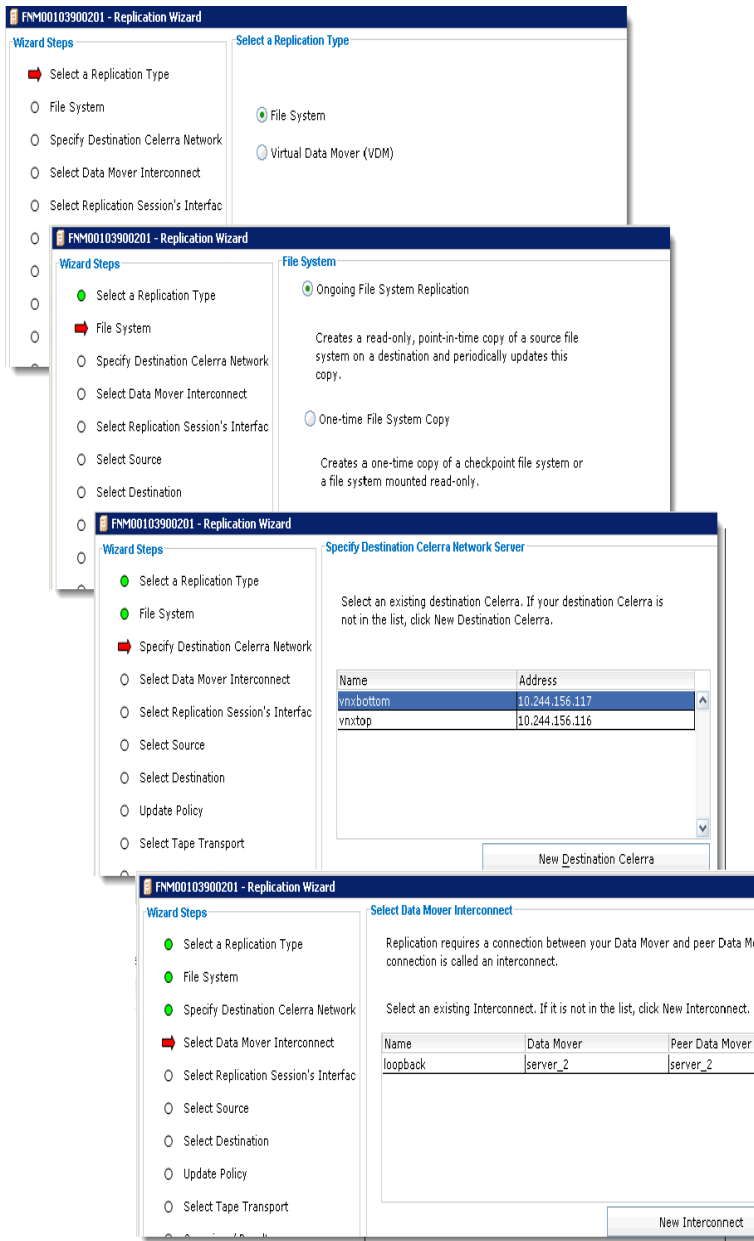 FNM00103900201 - Replication Wizard
Wizard Steps
Select a Replication Type
File System
Specify Destination Celerra Network
Select Data Mover Interconnect
Select Replication Session's Interfac
Select a Replication Type
File System
Virtual Data Mover (VDM)
FNM00103900201 - Replication Wizard
Wizard Steps
Select a Replication Type
File System
Specify Destination Celerra Network
Select Data Mover Interconnect
Select Replication Session's Interfac
Select Source
Select Destination
File System
Ongoing File System Replication
Creates a read-only, point-in-time copy of a source file
system on a destination and periodically updates this
copy.
One-time File System Copy
Creates a one-time copy of a checkpoint file system or
a file system mounted read-only.
FNM00103900201 - Replication Wizard
Wizard Steps
Select a Replication Type
File System
Specify Destination Celerra Network
Select Data Mover Interconnect
Select Replication Session's Interfac
Select Source
Select Destination
Update Policy
Select Tape Transport
Specify Destination Celerra Network Server
Select an existing destination Celerra. If your destination Celerra is
not in the list, click New Destination Celerra.
Name Address
vnxbottom 10.244.156.117
vnxtop 10.244.156.116
New Destination Celerra
FNM00103900201 - Replication Wizard
Wizard Steps
Select a Replication Type
File System
Specify Destination Celerra Network
Select Data Mover Interconnect
Select Replication Session's Interfac
Select Source
Select Destination
Update Policy
Select Tape Transport
Select Data Mover Interconnect
Replication requires a connection between your Data Mover and peer Data Mo
connection is called an interconnect.
Select an existing Interconnect. If it is not in the list, click New Interconnect.
Name Data Mover Peer Data Mover
loopback server_2 server_2
New Interconnect